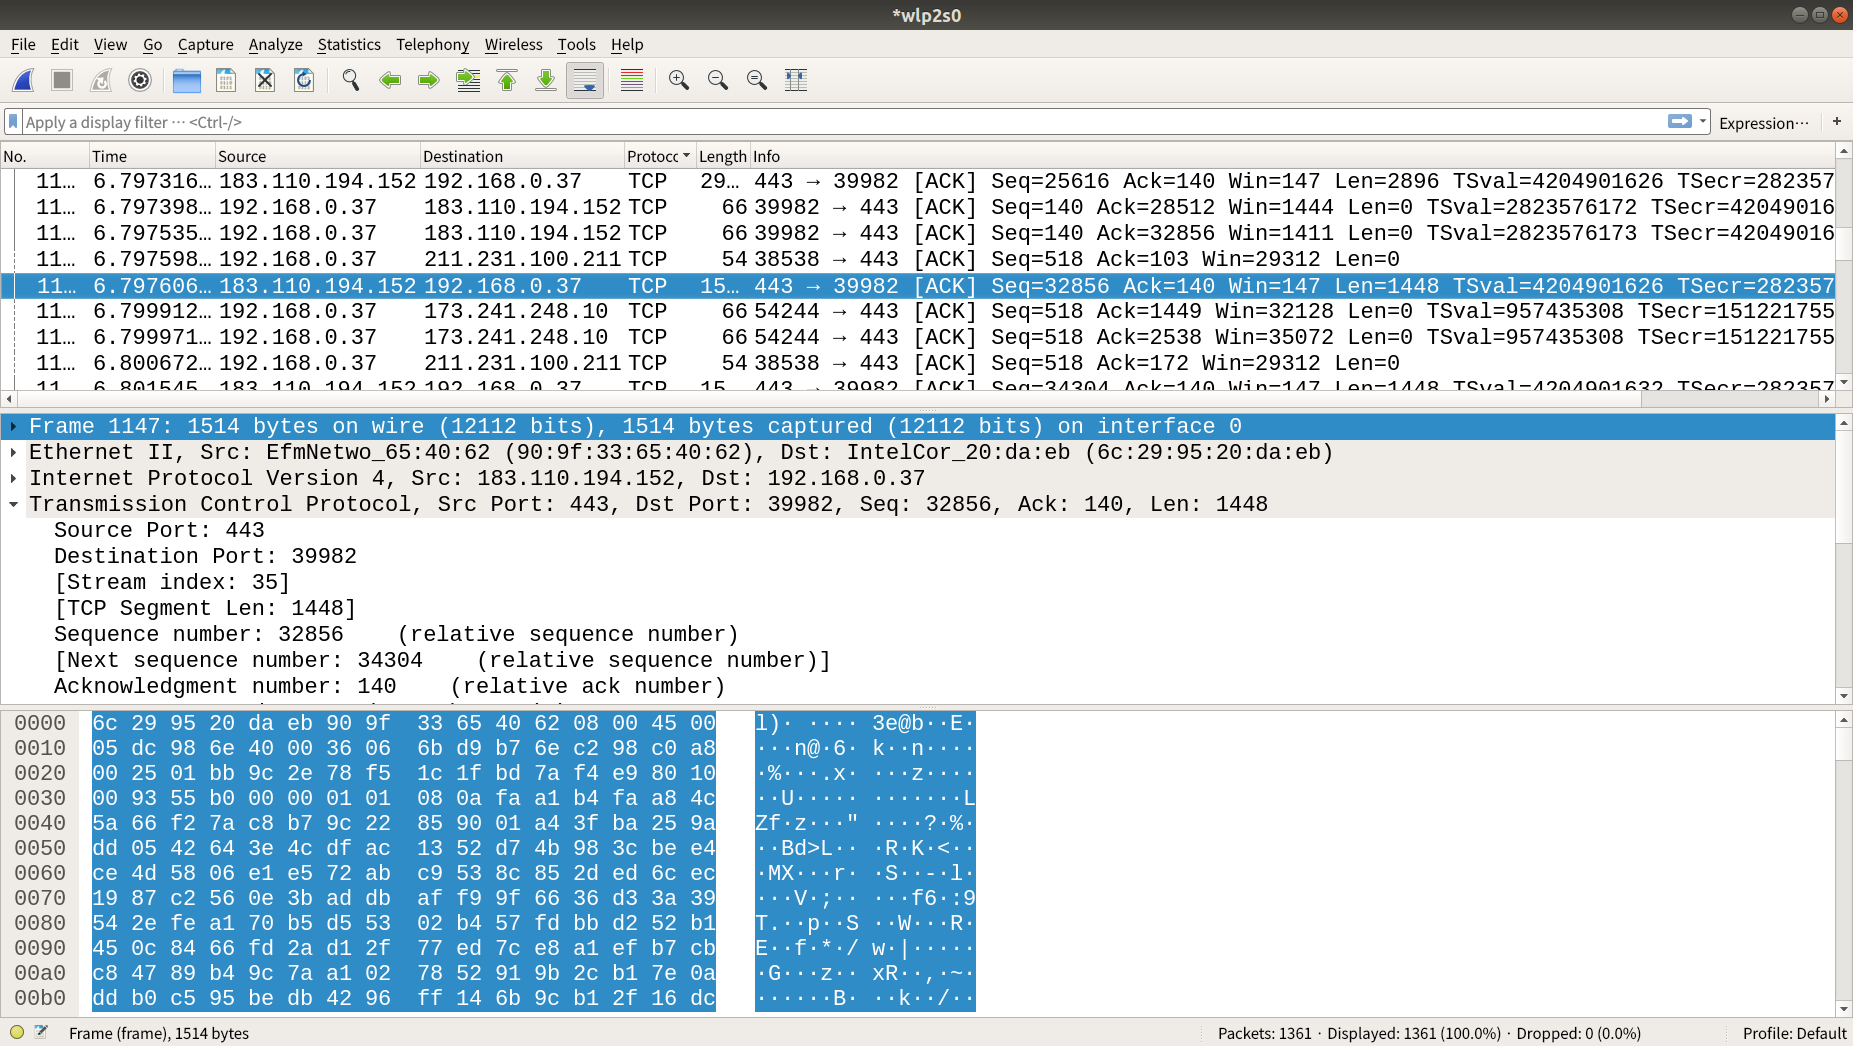 *wlp2s0
File Edit View Go Capture Analyze Statistics Telephony Wireless Tools Help
Apply a display filter ··· <Ctrl-/> Expression··· +
No. Time Source Destination Protocc Length Info
11… 6.797316… 183.110.194.152 192.168.0.37 TCP 29… 443 → 39982 [ACK] Seq=25616 Ack=140 Win=147 Len=2896 TSval=4204901626 TSecr=282357
11… 6.797398… 192.168.0.37 183.110.194.152 TCP 66 39982 → 443 [ACK] Seq=140 Ack=28512 Win=1444 Len=0 TSval=2823576172 TSecr=42049016
11… 6.797535… 192.168.0.37 183.110.194.152 TCP 66 39982 → 443 [ACK] Seq=140 Ack=32856 Win=1411 Len=0 TSval=2823576173 TSecr=42049016
11… 6.797598… 192.168.0.37 211.231.100.211 TCP 54 38538 → 443 [ACK] Seq=518 Ack=103 Win=29312 Len=0
11… 6.797606… 183.110.194.152 192.168.0.37 TCP 15… 443 → 39982 [ACK] Seq=32856 Ack=140 Win=147 Len=1448 TSval=4204901626 TSecr=282357
11… 6.799912… 192.168.0.37 173.241.248.10 TCP 66 54244 → 443 [ACK] Seq=518 Ack=1449 Win=32128 Len=0 TSval=957435308 TSecr=151221755
11… 6.799971… 192.168.0.37 173.241.248.10 TCP 66 54244 → 443 [ACK] Seq=518 Ack=2538 Win=35072 Len=0 TSval=957435308 TSecr=151221755
11… 6.800672… 192.168.0.37 211.231.100.211 TCP 54 38538 → 443 [ACK] Seq=518 Ack=172 Win=29312 Len=0
11… 6.801545… 183.110.194.152 192.168.0.37 TCP 15… 443 → 39982 [ACK] Seq=34304 Ack=140 Win=147 Len=1448 TSval=4204901632 TSecr=282357
Frame 1147: 1514 bytes on wire (12112 bits), 1514 bytes captured (12112 bits) on interface 0
Ethernet II, Src: EfmNetwo_65:40:62 (90:9f:33:65:40:62), Dst: IntelCor_20:da:eb (6c:29:95:20:da:eb)
Internet Protocol Version 4, Src: 183.110.194.152, Dst: 192.168.0.37
Transmission Control Protocol, Src Port: 443, Dst Port: 39982, Seq: 32856, Ack: 140, Len: 1448
Source Port: 443
Destination Port: 39982
[Stream index: 35]
[TCP Segment Len: 1448]
Sequence number: 32856 (relative sequence number)
[Next sequence number: 34304 (relative sequence number)]
Acknowledgment number: 140 (relative ack number)
0000 6c 29 95 20 da eb 90 9f 33 65 40 62 08 00 45 00 l)· ···· 3e@b··E·
0010 05 dc 98 6e 40 00 36 06 6b d9 b7 6e c2 98 c0 a8 ···n@·6· k··n····
0020 00 25 01 bb 9c 2e 78 f5 1c 1f bd 7a f4 e9 80 10 ·%···.x· ···z····
0030 00 93 55 b0 00 00 01 01 08 0a fa a1 b4 fa a8 4c ··U····· ·······L
0040 5a 66 f2 7a c8 b7 9c 22 85 90 01 a4 3f ba 25 9a Zf·z···" ····?·%·
0050 dd 05 42 64 3e 4c df ac 13 52 d7 4b 98 3c be e4 ··Bd>L·· ·R·K·<··
0060 ce 4d 58 06 e1 e5 72 ab c9 53 8c 85 2d ed 6c ec ·MX···r· ·S··-·l·
0070 19 87 c2 56 0e 3b ad db af f9 9f 66 36 d3 3a 39 ···V·;·· ···f6·:9
0080 54 2e fe a1 70 b5 d5 53 02 b4 57 fd bb d2 52 b1 T.··p··S ··W···R·
0090 45 0c 84 66 fd 2a d1 2f 77 ed 7c e8 a1 ef b7 cb E··f·*·/ w·|·····
00a0 c8 47 89 b4 9c 7a a1 02 78 52 91 9b 2c b1 7e 0a ·G···z·· xR··,·~·
00b0 dd b0 c5 95 be db 42 96 ff 14 6b 9c b1 2f 16 dc ······B· ··k··/··
Frame (frame), 1514 bytes Packets: 1361 · Displayed: 1361 (100.0%) · Dropped: 0 (0.0%) Profile: Default